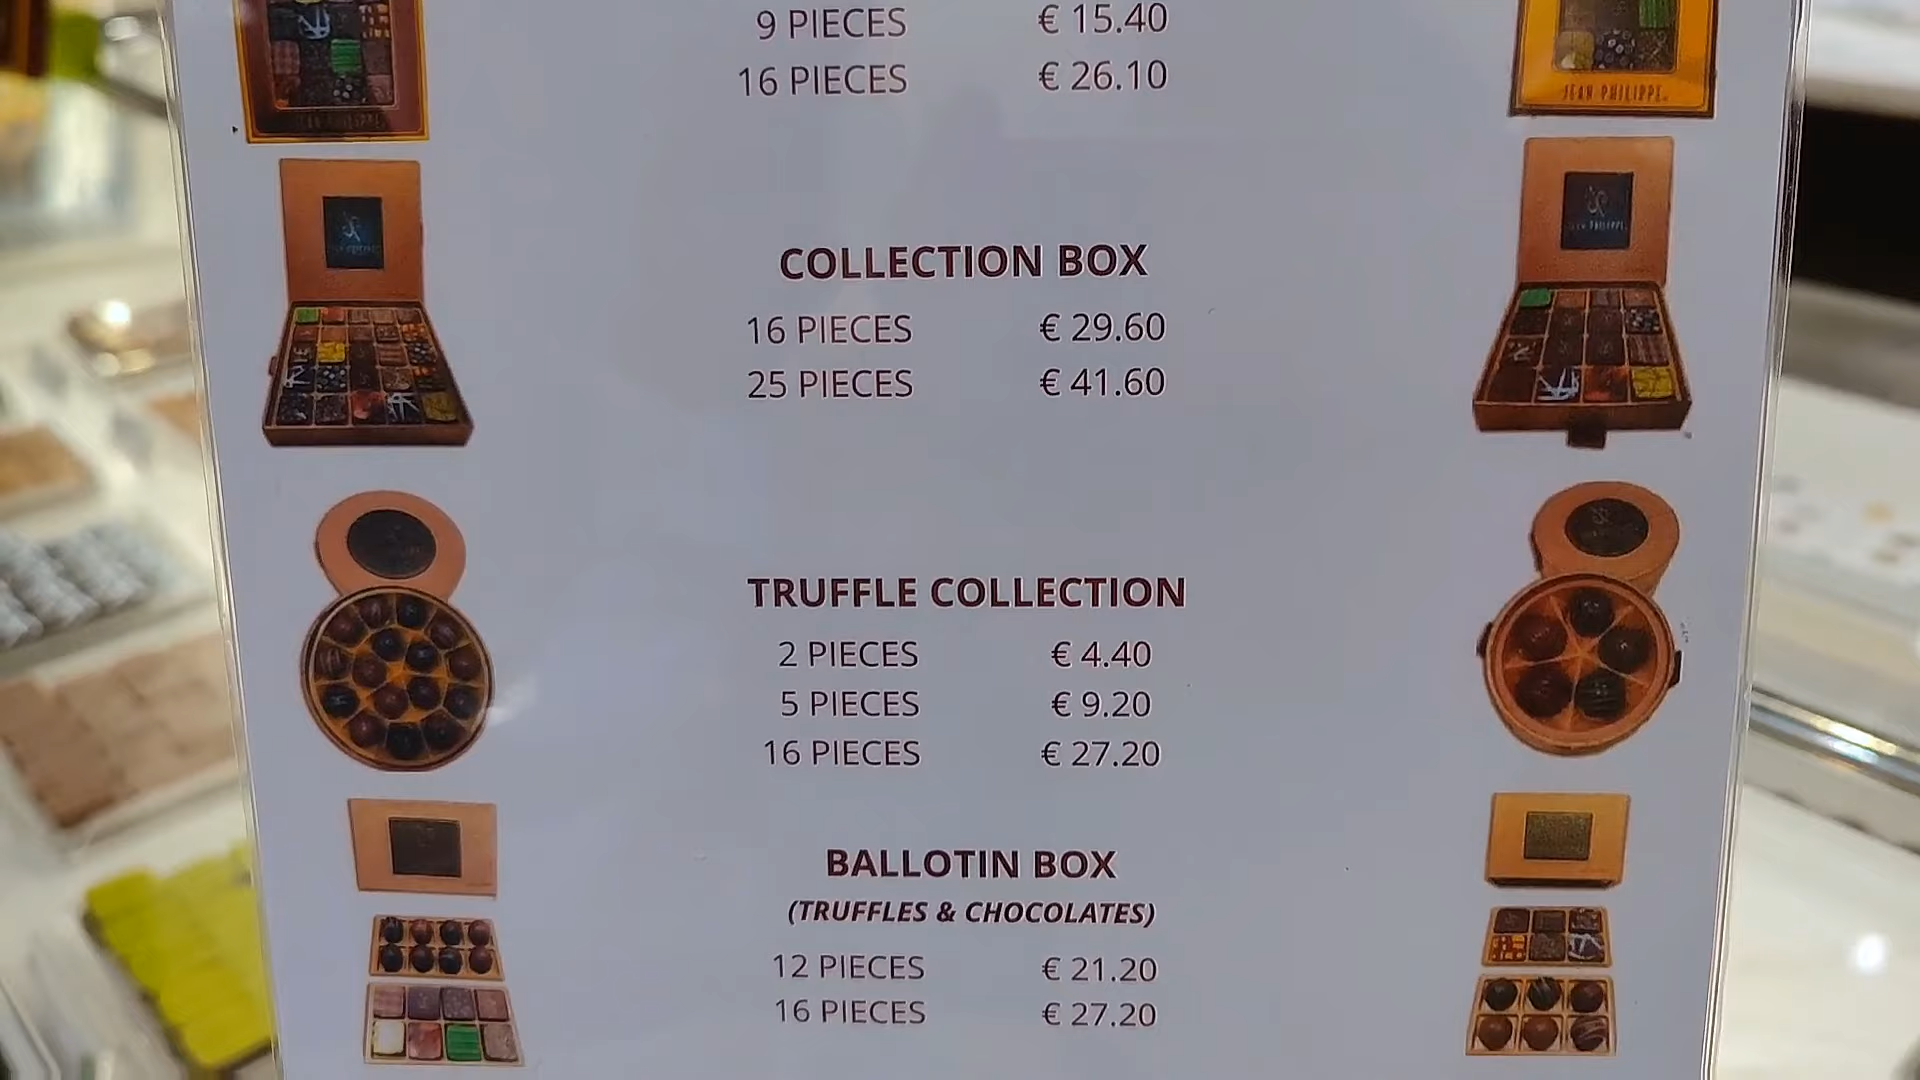 9 PIECES € 15.40
16 PIECES € 26.10
JEAN PHILIPPE
JEAN PHILIPPE
COLLECTION BOX
16 PIECES € 29.60
25 PIECES € 41.60
TRUFFLE COLLECTION
2 PIECES € 4.40
5 PIECES € 9.20
16 PIECES € 27.20
BALLOTIN BOX
(TRUFFLES & CHOCOLATES)
12 PIECES € 21.20
16 PIECES € 27.20